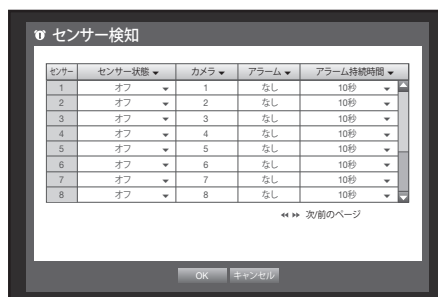 センサー検知
センサー センサー状態 カメラ アラーム アラーム持続時間
1 オフ 1 なし 10秒
2 オフ 2 なし 10秒
3 オフ 3 なし 10秒
4 オフ 4 なし 10秒
5 オフ 5 なし 10秒
6 オフ 6 なし 10秒
7 オフ 7 なし 10秒
8 オフ 8 なし 10秒
次/前のページ
OK キャンセル